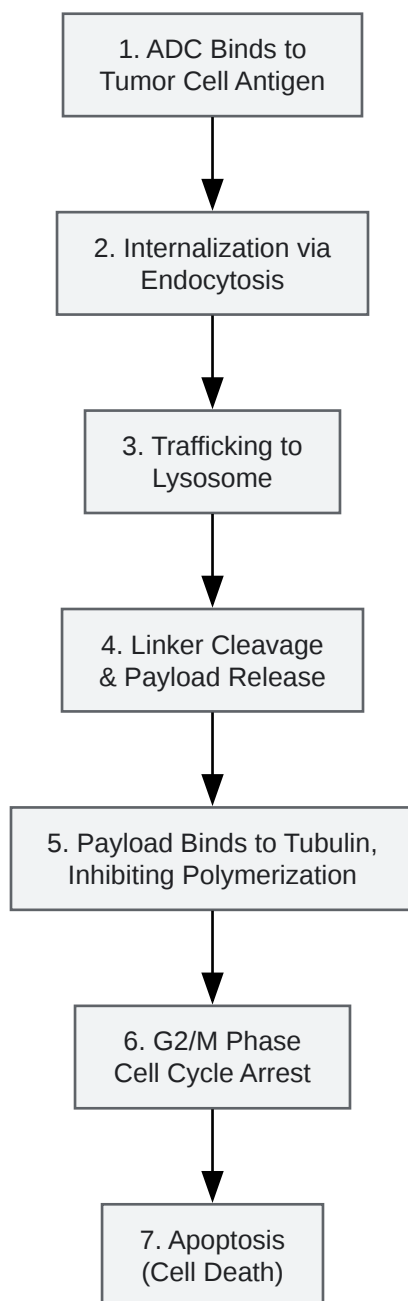 1. ADC Binds to
Tumor Cell Antigen
2. Internalization via
Endocytosis
3. Trafficking to
Lysosome
4. Linker Cleavage
& Payload Release
5. Payload Binds to Tubulin,
Inhibiting Polymerization
6. G2/M Phase
Cell Cycle Arrest
7. Apoptosis
(Cell Death)